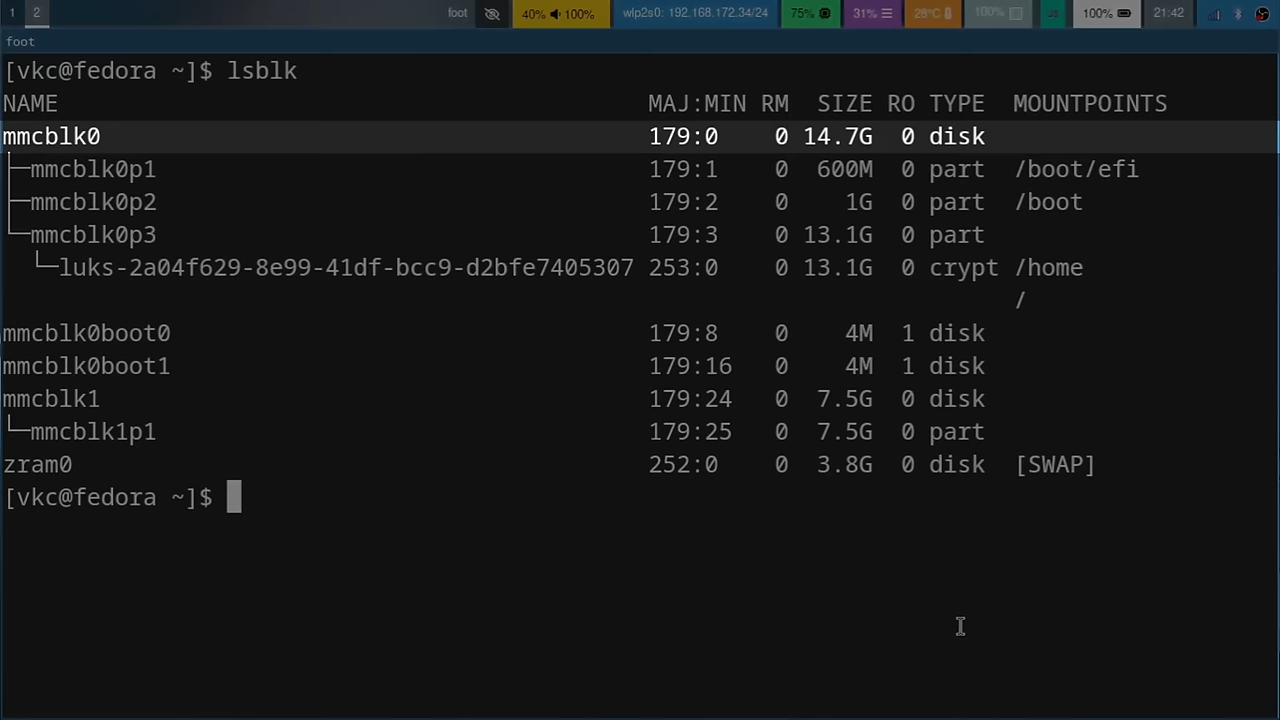 1 2 foot 40% 100% wlp2s0: 192.168.172.34/24 75% 31% 28°C 100% 100% 21:42
foot
[vkc@fedora ~]$ lsblk
NAME MAJ:MIN RM SIZE RO TYPE MOUNTPOINTS
mmcblk0 179:0 0 14.7G 0 disk
├─mmcblk0p1 179:1 0 600M 0 part /boot/efi
├─mmcblk0p2 179:2 0 1G 0 part /boot
└─mmcblk0p3 179:3 0 13.1G 0 part
└─luks-2a04f629-8e99-41df-bcc9-d2bfe7405307 253:0 0 13.1G 0 crypt /home
/
mmcblk0boot0 179:8 0 4M 1 disk
mmcblk0boot1 179:16 0 4M 1 disk
mmcblk1 179:24 0 7.5G 0 disk
└─mmcblk1p1 179:25 0 7.5G 0 part
zram0 252:0 0 3.8G 0 disk [SWAP]
[vkc@fedora ~]$